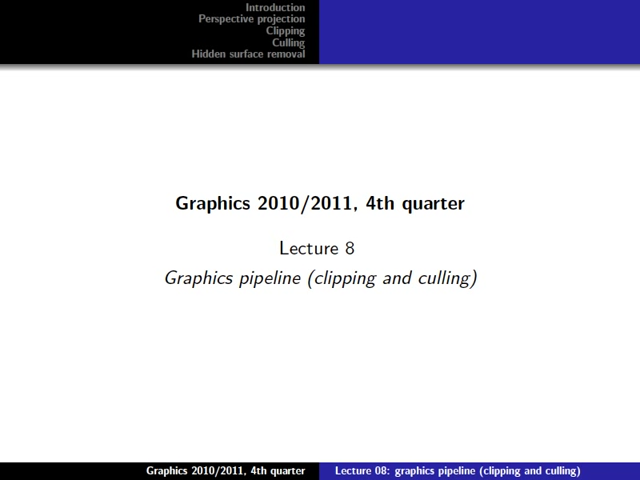 Introduction
Perspective projection
Clipping
Culling
Hidden surface removal
Graphics 2010/2011, 4th quarter
Lecture 8
Graphics pipeline (clipping and culling)
Graphics 2010/2011, 4th quarter
Lecture 08: graphics pipeline (clipping and culling)